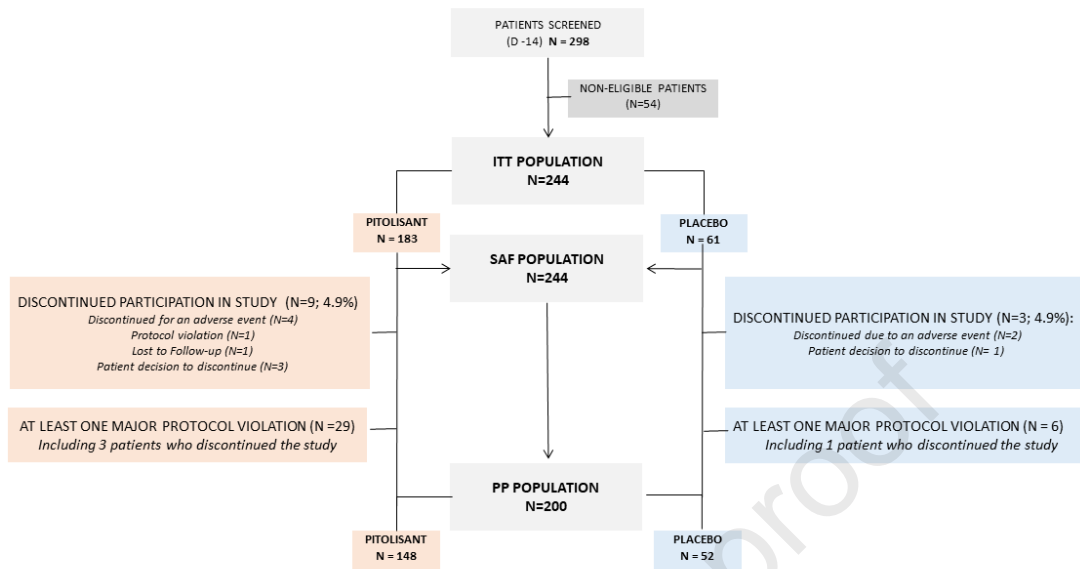 PATIENTS SCREENED
(D -14) N = 298
NON-ELIGIBLE PATIENTS
(N=54)
ITT POPULATION
N=244
PITOLISANT
N = 183
PLACEBO
N = 61
SAF POPULATION
N=244
DISCONTINUED PARTICIPATION IN STUDY (N=9; 4.9%)
Discontinued for an adverse event (N=4)
Protocol violation (N=1)
Lost to Follow-up (N=1)
Patient decision to discontinue (N=3)
DISCONTINUED PARTICIPATION IN STUDY (N=3; 4.9%):
Discontinued due to an adverse event (N=2)
Patient decision to discontinue (N= 1)
AT LEAST ONE MAJOR PROTOCOL VIOLATION (N =29)
Including 3 patients who discontinued the study
AT LEAST ONE MAJOR PROTOCOL VIOLATION (N = 6)
Including 1 patient who discontinued the study
PP POPULATION
N=200
PITOLISANT
N = 148
PLACEBO
N = 52
proof